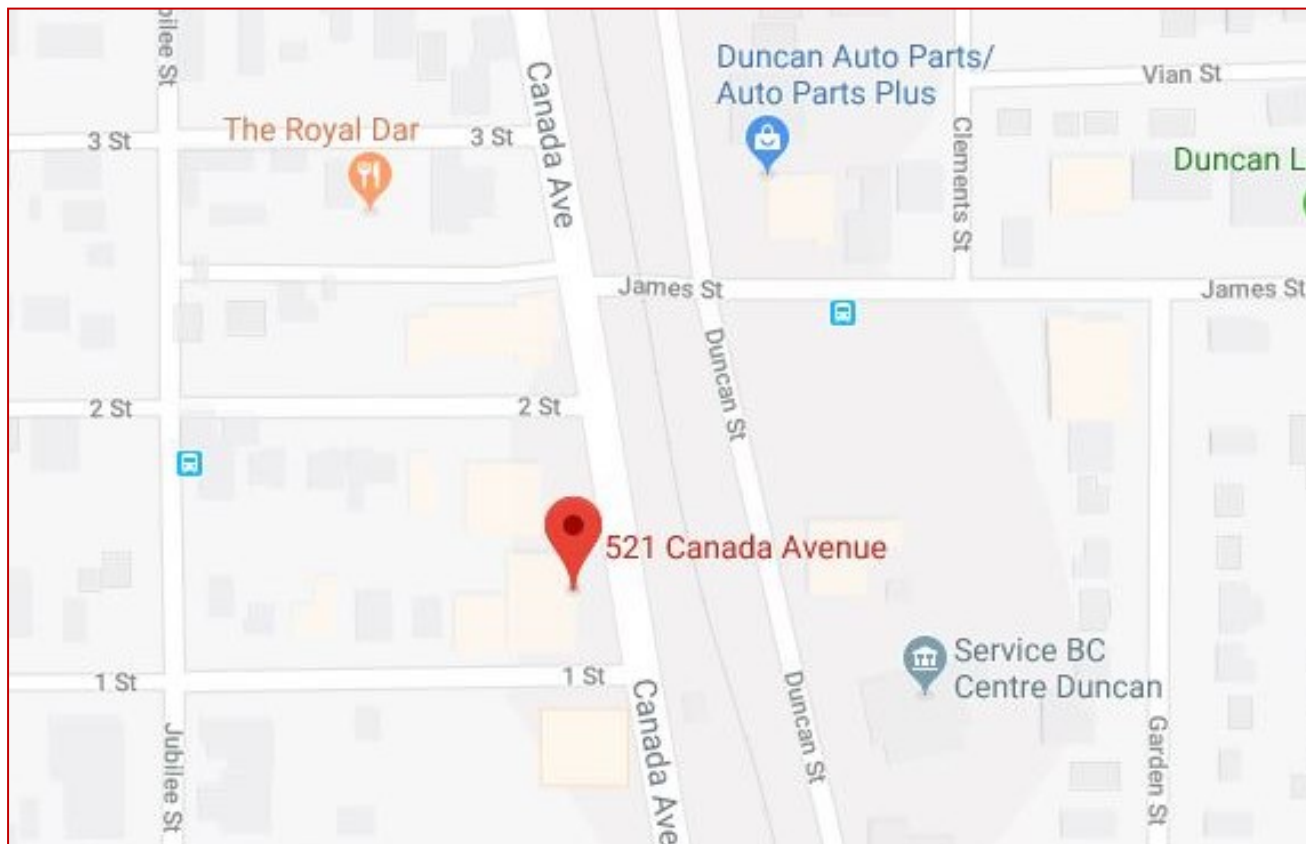 bilee St
Duncan Auto Parts/
Auto Parts Plus
Vian St
Canada Ave
The Royal Dar
3 St
3 St
Clements St
Duncan L
James St
James St
Duncan St
2 St
2 St
521 Canada Avenue
Service BC
Centre Duncan
1 St
1 St
Canada Ave
Duncan St
Jubilee St
Garden St